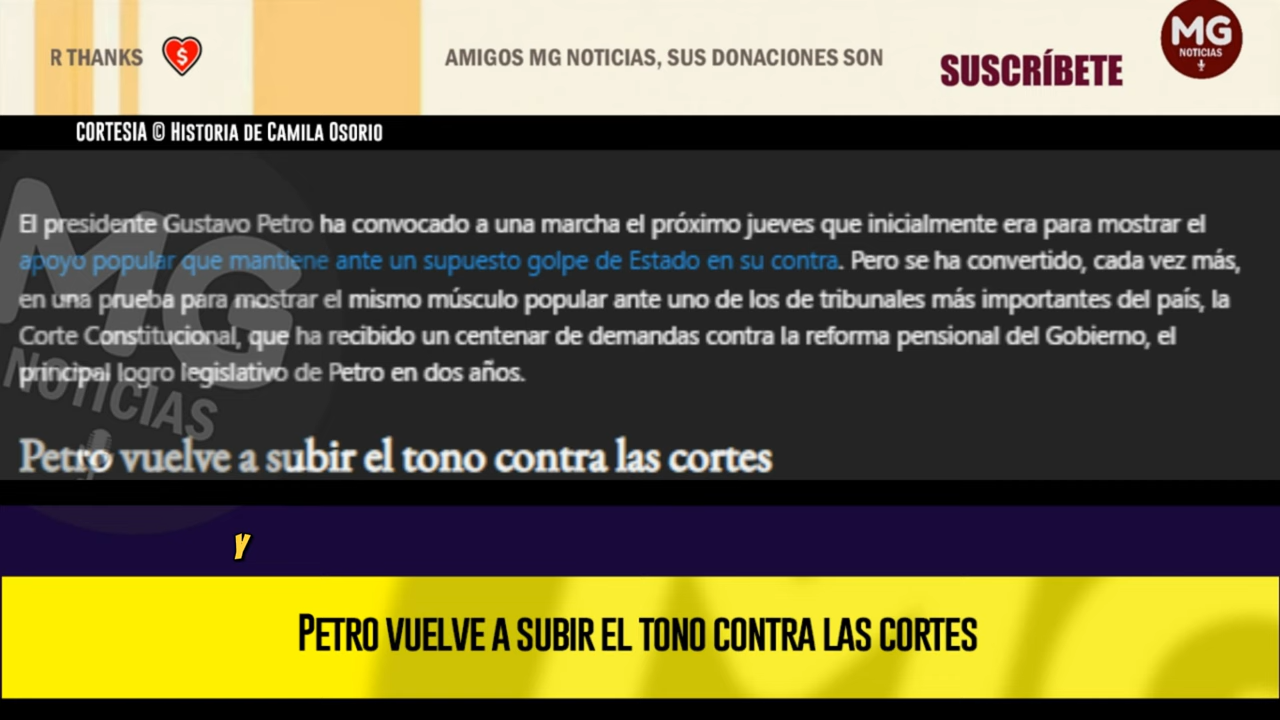 R THANKS
AMIGOS MG NOTICIAS, SUS DONACIONES SON
SUSCRÍBETE
MG
NOTICIAS
CORTESIA © HISTORIA DE CAMILA OSORIO
El presidente Gustavo Petro ha convocado a una marcha el próximo jueves que inicialmente era para mostrar el
apoyo popular que mantiene ante un supuesto golpe de Estado en su contra. Pero se ha convertido, cada vez más,
en una prueba para mostrar el mismo músculo popular ante uno de los de tribunales más importantes del país, la
Corte Constitucional, que ha recibido un centenar de demandas contra la reforma pensional del Gobierno, el
principal logro legislativo de Petro en dos años.
MG
NOTICIAS
Petro vuelve a subir el tono contra las cortes
Y
PETRO VUELVE A SUBIR EL TONO CONTRA LAS CORTES